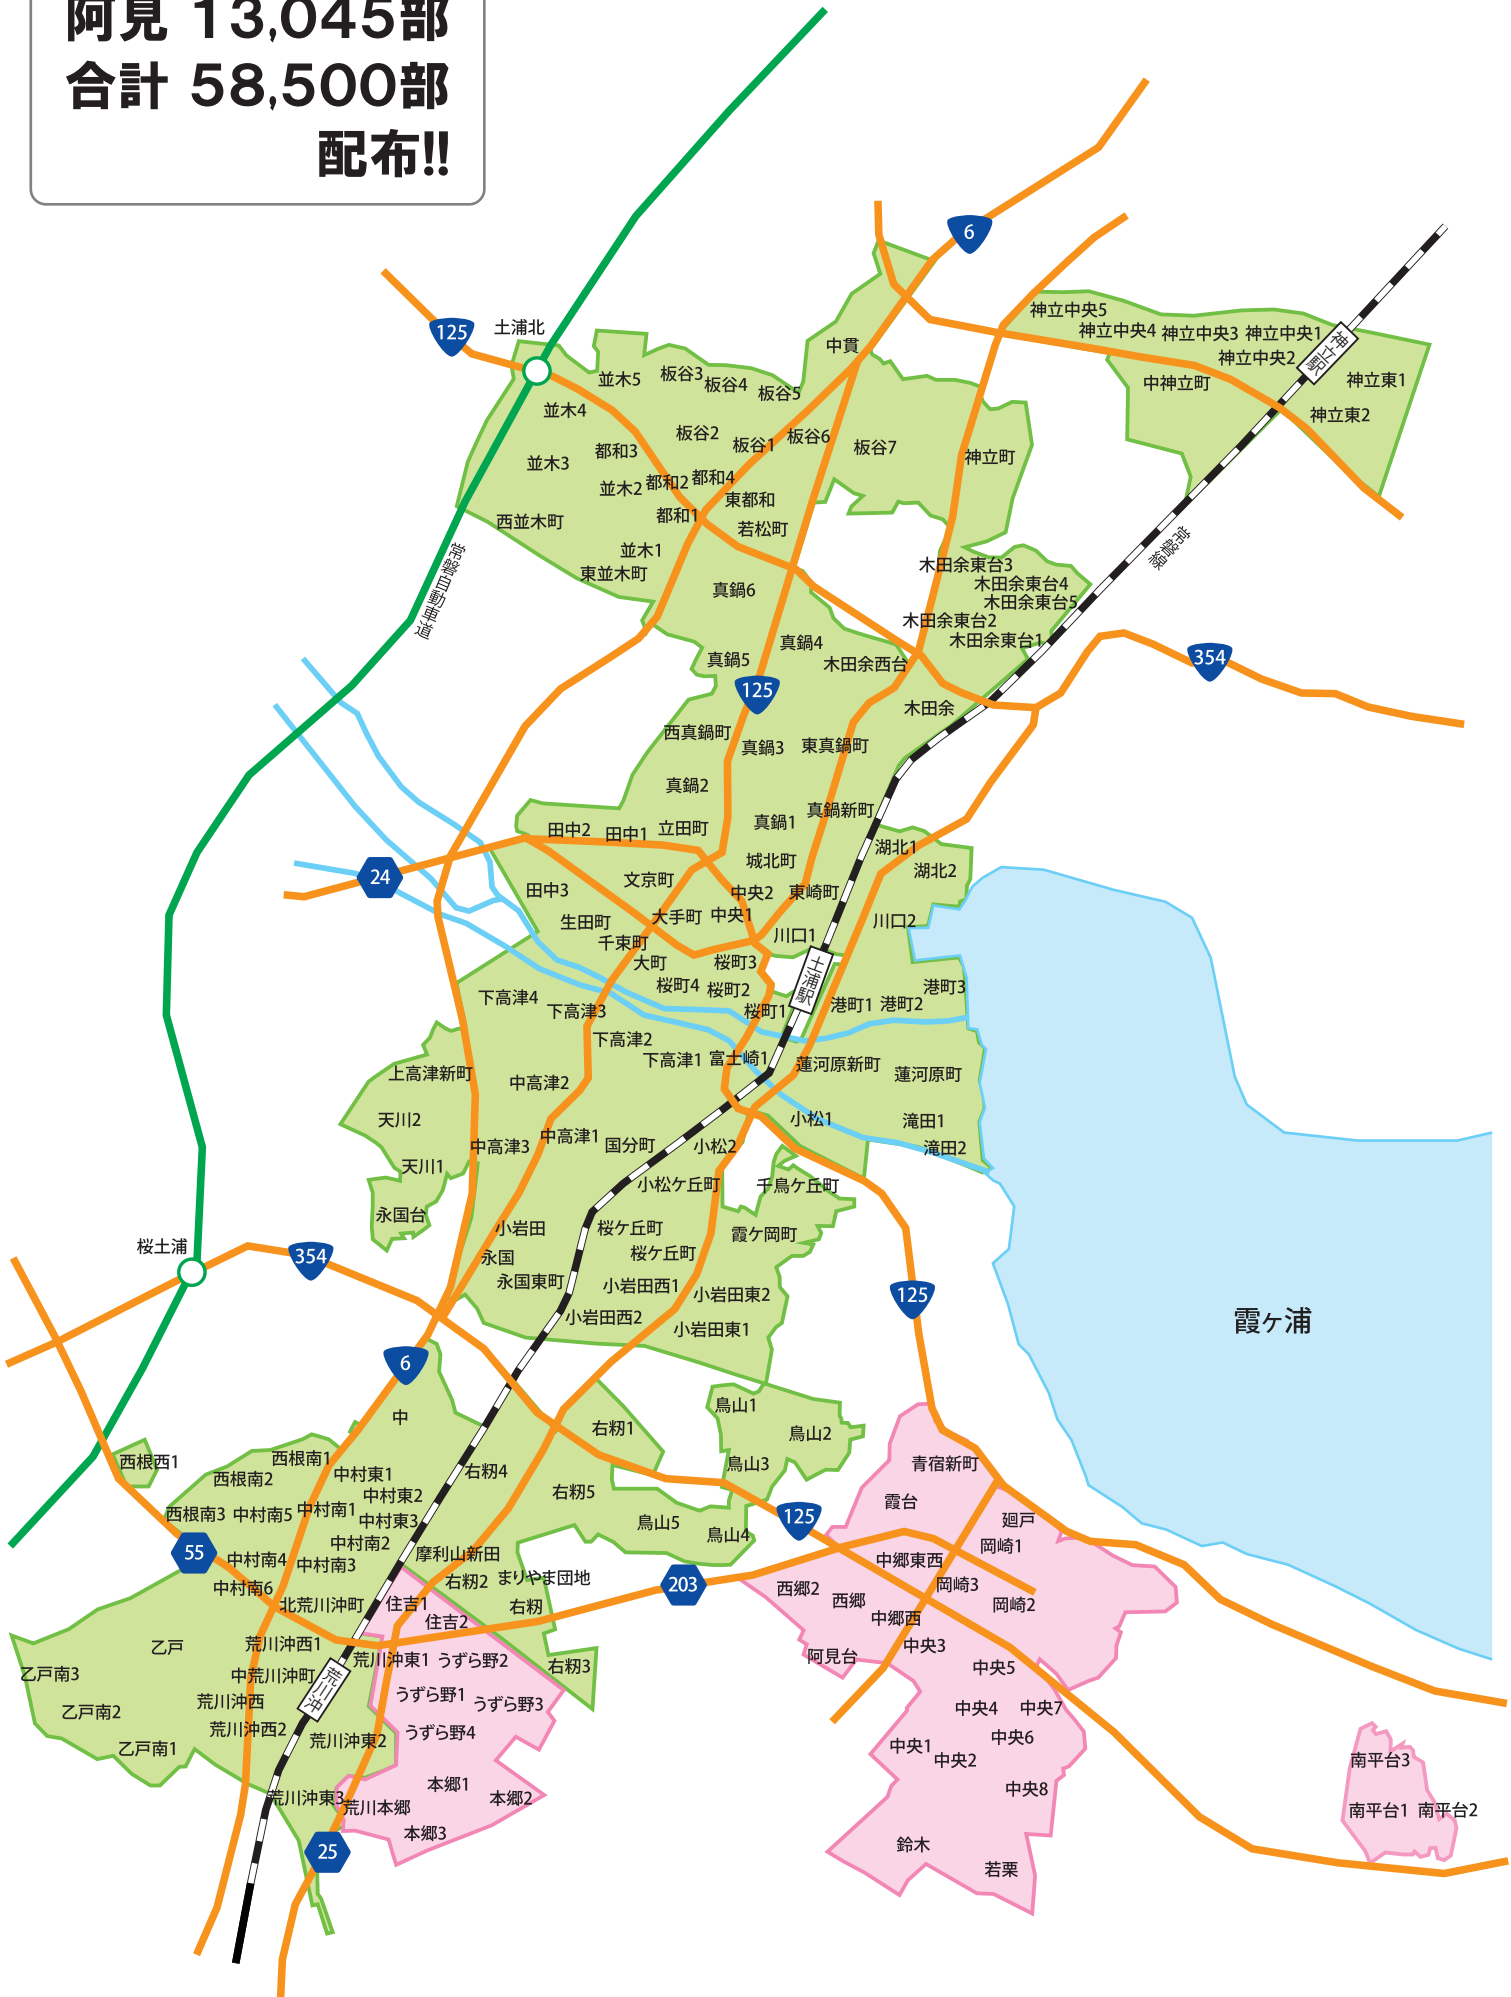 阿見 13,045部
合計 58,500部
配布!!
6
125
土浦北
神立中央5
神立中央4
神立中央3
神立中央1
神立中央2
神立駅
中神立町
神立東1
神立東2
中貫
並木5
板谷3
板谷4
板谷5
並木4
板谷2
板谷1
板谷6
板谷7
神立町
都和3
並木3
並木2
都和2
都和4
東都和
西並木町
都和1
若松町
並木1
東並木町
常磐自動車道
常磐線
真鍋6
木田余東台3
木田余東台4
木田余東台5
木田余東台2
木田余東台1
真鍋4
真鍋5
木田余西台
354
125
木田余
西真鍋町
真鍋3
東真鍋町
真鍋2
真鍋新町
真鍋1
田中2
田中1
立田町
湖北1
城北町
湖北2
24
文京町
田中3
中央2
東崎町
生田町
大手町
中央1
川口2
千束町
川口1
大町
桜町3
土浦駅
桜町4
桜町2
港町3
下高津4
下高津3
桜町1
港町1
港町2
下高津2
下高津1
富士崎1
蓮河原新町
上高津新町
中高津2
蓮河原町
天川2
小松1
滝田1
中高津3
中高津1
国分町
小松2
滝田2
天川1
小松ケ丘町
千鳥ケ丘町
永国台
小岩田
桜ケ丘町
霞ケ岡町
桜土浦
354
永国
桜ケ丘町
永国東町
小岩田西1
小岩田東2
125
小岩田西2
小岩田東1
霞ヶ浦
6
中
右籾1
烏山1
烏山2
西根西1
西根南1
右籾4
烏山3
青宿新町
西根南2
中村東1
中村東2
右籾5
霞台
西根南3
中村南5
中村南1
中村東3
烏山5
烏山4
125
廻戸
中村南2
岡崎1
55
中村南4
中村南3
摩利山新田
中郷東西
中村南6
右籾2
まりやま団地
203
西郷2
岡崎3
北荒川沖町
住吉1
右籾
西郷
岡崎2
住吉2
中郷西
乙戸
荒川沖西1
荒川沖東1
うずら野2
右籾3
阿見台
中央3
乙戸南3
中荒川沖町
荒川沖
中央5
荒川沖西
うずら野1
うずら野3
乙戸南2
中央4
中央7
荒川沖西2
荒川沖東2
うずら野4
中央6
乙戸南1
中央1
中央2
南平台3
本郷1
中央8
荒川沖東3
荒川本郷
本郷2
南平台1
南平台2
本郷3
25
鈴木
若栗